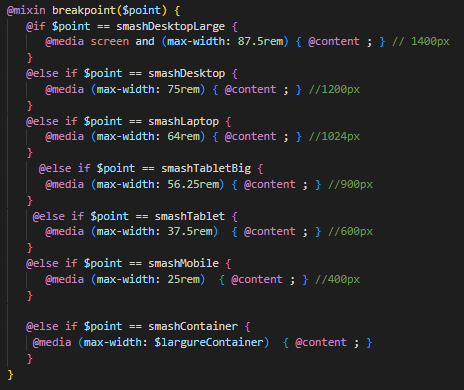 @mixin breakpoint($point) {
@if $point == smashDesktopLarge {
@media screen and (max-width: 87.5rem) { @content ; } // 1400px
}
@else if $point == smashDesktop {
@media (max-width: 75rem) { @content ; } //1200px
}
@else if $point == smashLaptop {
@media (max-width: 64rem) { @content ; } //1024px
}
@else if $point == smashTabletBig {
@media (max-width: 56.25rem) { @content ; } //900px
}
@else if $point == smashTablet {
@media (max-width: 37.5rem)  { @content ; } //600px
}
@else if $point == smashMobile {
@media (max-width: 25rem)  { @content ; } //400px
}
@else if $point == smashContainer {
@media (max-width: $largureContainer)  { @content ; }
}
}